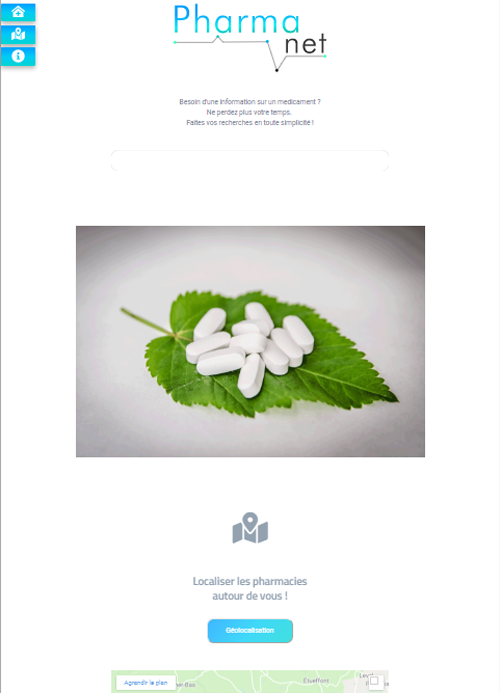 Pharma
net
Besoin d'une information sur un medicament ?
Ne perdez plus votre temps.
Faites vos recherches en toute simplicité !
Localiser les pharmacies
autour de vous !
Géolocalisation
Agrandir le plan
Etueffont